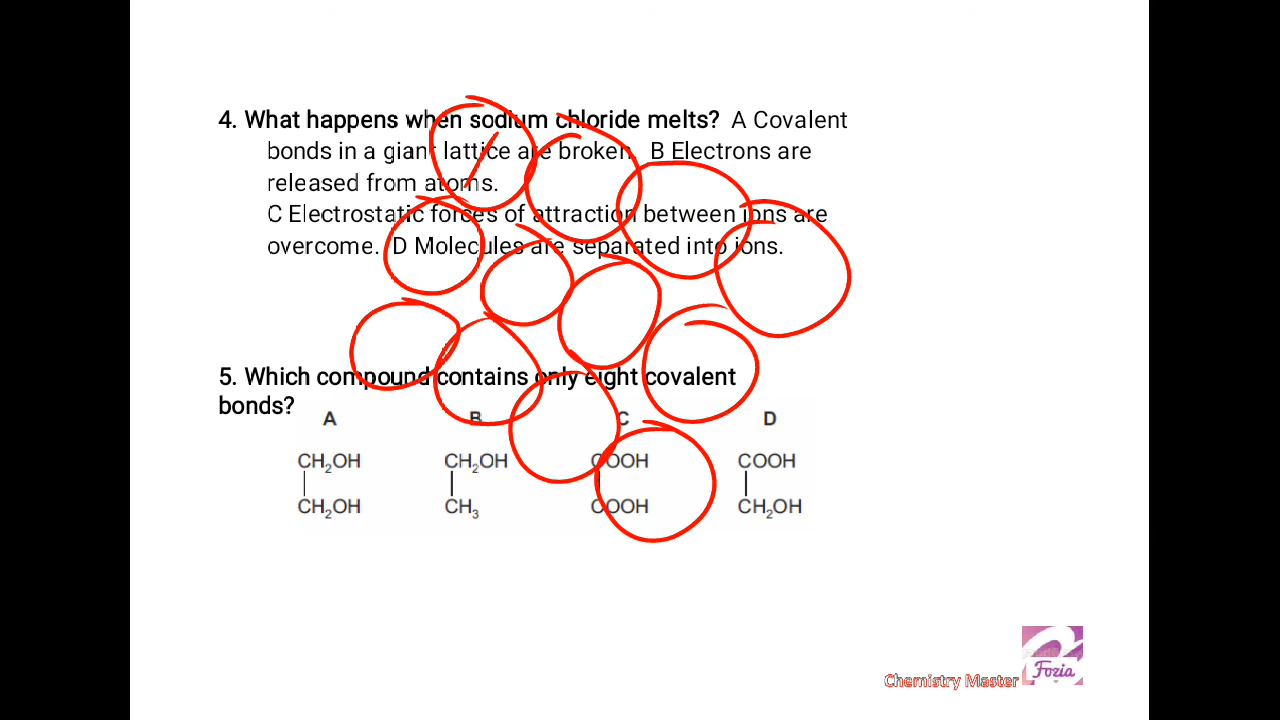 4. What happens when sodium chloride melts? A Covalent
bonds in a giant lattice are broken. B Electrons are
released from atoms.
C Electrostatic forces of attraction between ions are
overcome. D Molecules are separated into ions.
5. Which compound contains only eight covalent
bonds?
A B C D
CH₂OH CH₂OH COOH COOH
CH₂OH CH₃ COOH CH₂OH
Chemistry Master
Fozia